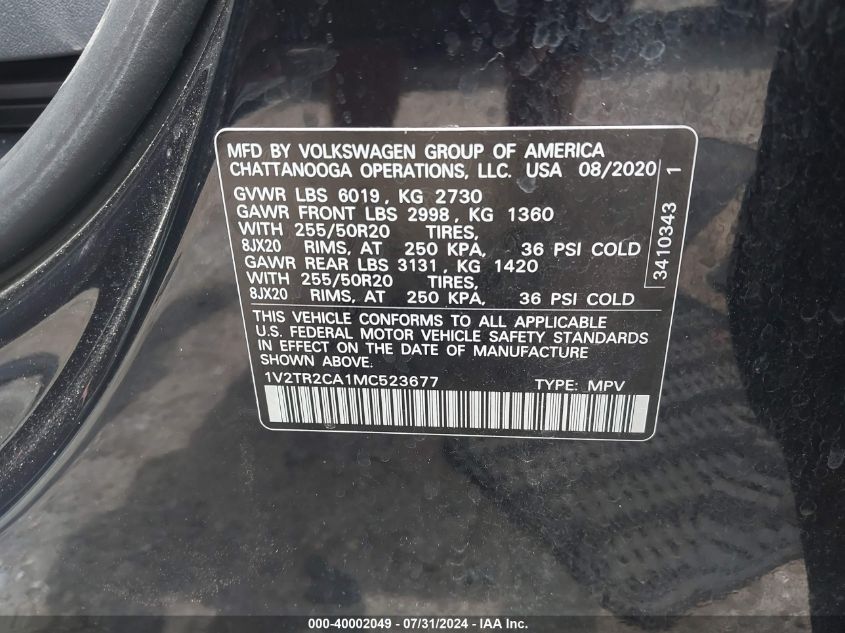 MFD BY VOLKSWAGEN GROUP OF AMERICA
CHATTANOOGA OPERATIONS, LLC. USA 08/2020
GVWR LBS 6019, KG 2730
GAWR FRONT LBS 2998, KG 1360
WITH 255/50R20 TIRES,
8JX20 RIMS, AT 250 KPA, 36 PSI COLD
GAWR REAR LBS 3131, KG 1420
WITH 255/50R20 TIRES,
8JX20 RIMS, AT 250 KPA, 36 PSI COLD
THIS VEHICLE CONFORMS TO ALL APPLICABLE
U.S. FEDERAL MOTOR VEHICLE SAFETY STANDARDS
IN EFFECT ON THE DATE OF MANUFACTURE
SHOWN ABOVE.
1V2TR2CA1MC523677 TYPE: MPV
3410343 1
000-40002049 - 07/31/2024 - IAA Inc.